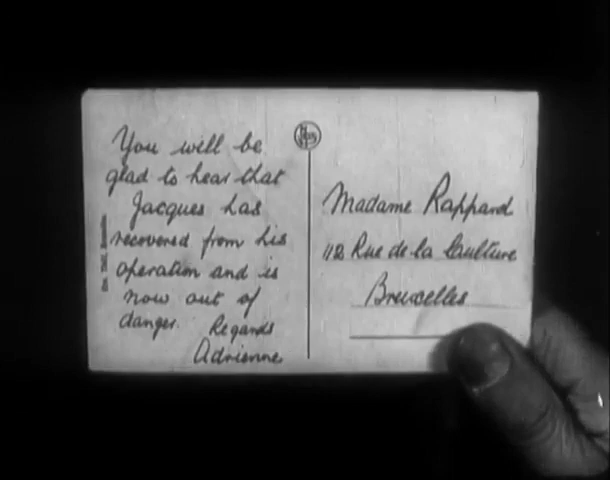 You will be
glad to hear that
Jacques has
recovered from his
operation and is
now out of
danger. Regards
Adrienne
Madame Rappard
112 Rue de la Caulture
Bruxelles